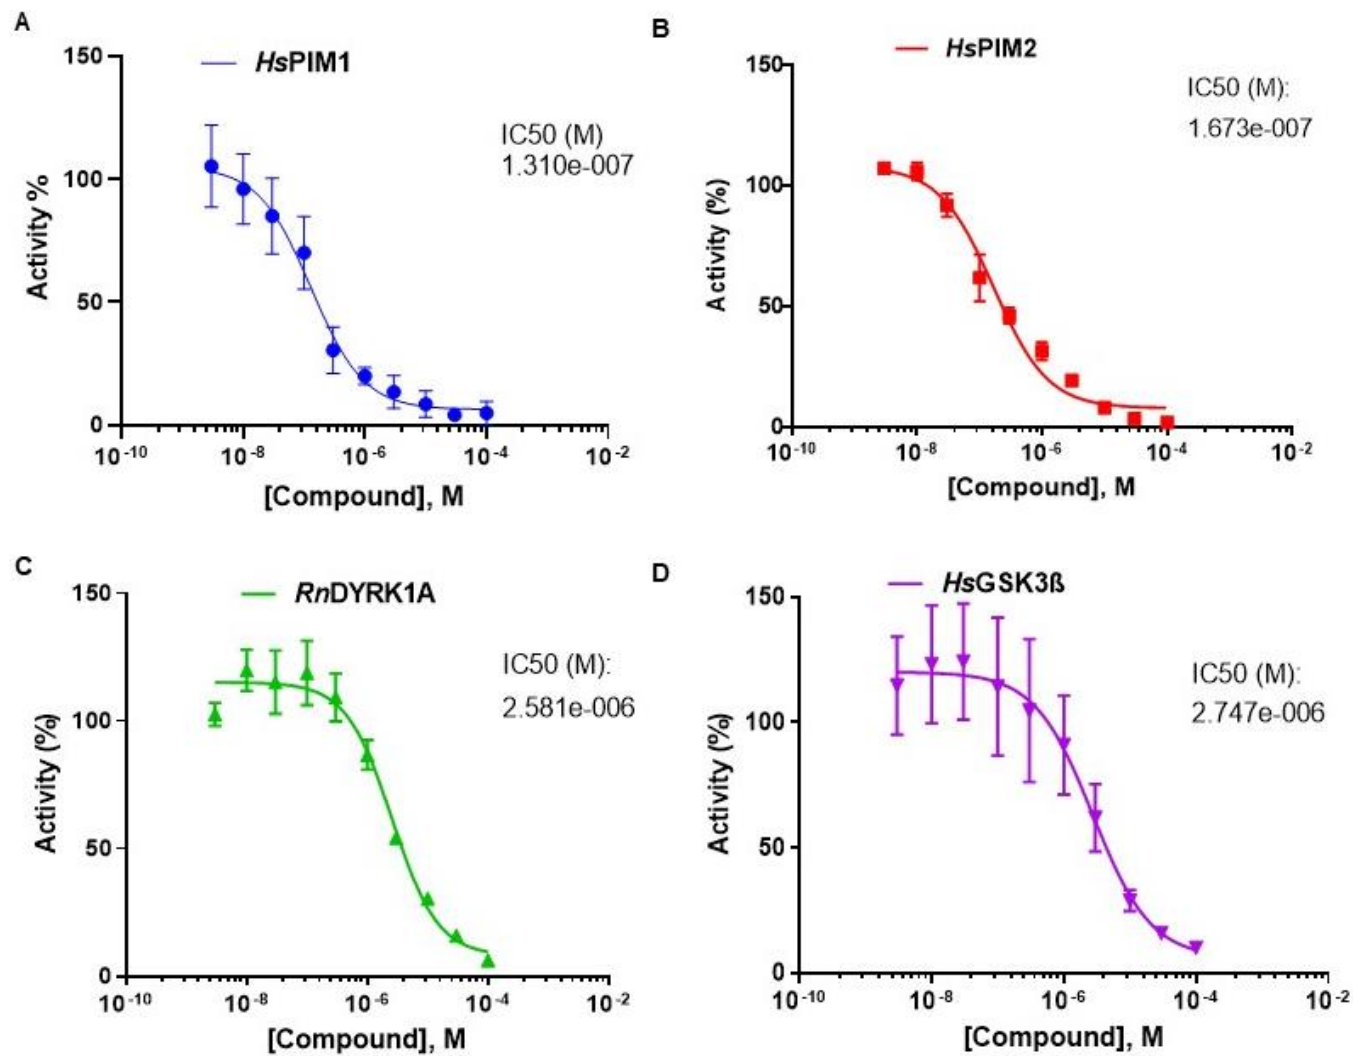 A
HsPIM1
150
100
50
0
Activity %
IC50 (M)
1.310e-007
10-10
10-8
10-6
10-4
10-2
[Compound], M
B
HsPIM2
150
100
50
0
Activity (%)
IC50 (M):
1.673e-007
10-10
10-8
10-6
10-4
10-2
[Compound], M
C
RnDYRK1A
150
100
50
0
Activity (%)
IC50 (M):
2.581e-006
10-10
10-8
10-6
10-4
10-2
[Compound], M
D
HsGSK3ß
150
100
50
0
Activity (%)
IC50 (M):
2.747e-006
10-10
10-8
10-6
10-4
10-2
[Compound], M